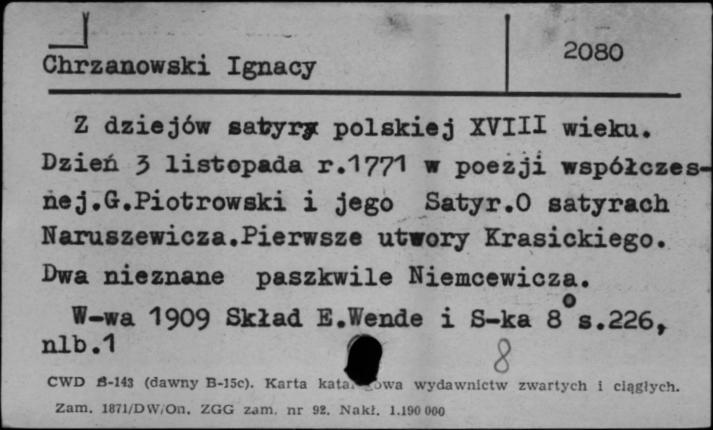 Chrzanowski Ignacy
2080
Z dziejów satyry polskiej XVIII wieku.
Dzień 3 listopada r.1771 w poezji współczes-
nej.G.Piotrowski i jego Satyr.O satyrach
Naruszewicza.Pierwsze utwory Krasickiego.
Dwa nieznane paszkwile Niemcewicza.
W-wa 1909 Skład E.Wende i S-ka 8° s.226,
nlb.1
8
CWD B-143 (dawny B-15c). Karta katalogowa wydawnictw zwartych i ciągłych.
Zam. 1871/DW/On. ZGG zam. nr 92. Nakł. 1.190 000